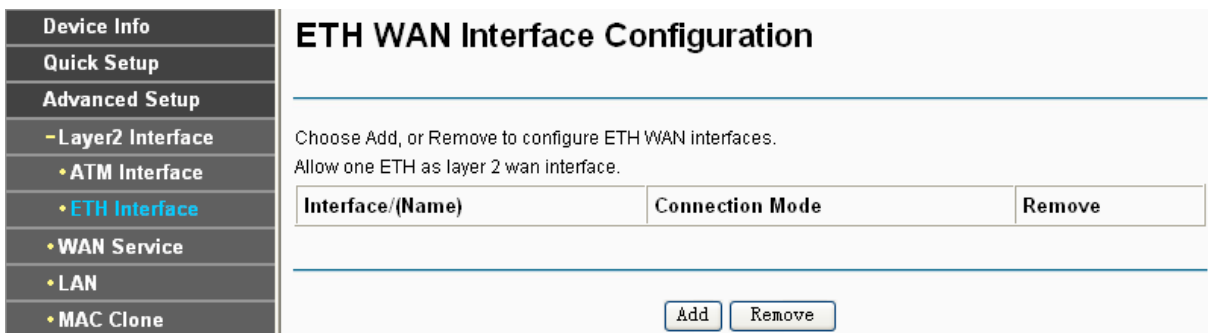 Device Info
Quick Setup
Advanced Setup
-Layer2 Interface
•ATM Interface
•ETH Interface
•WAN Service
•LAN
•MAC Clone
ETH WAN Interface Configuration
Choose Add, or Remove to configure ETH WAN interfaces.
Allow one ETH as layer 2 wan interface.
Interface/(Name) Connection Mode Remove
Add Remove